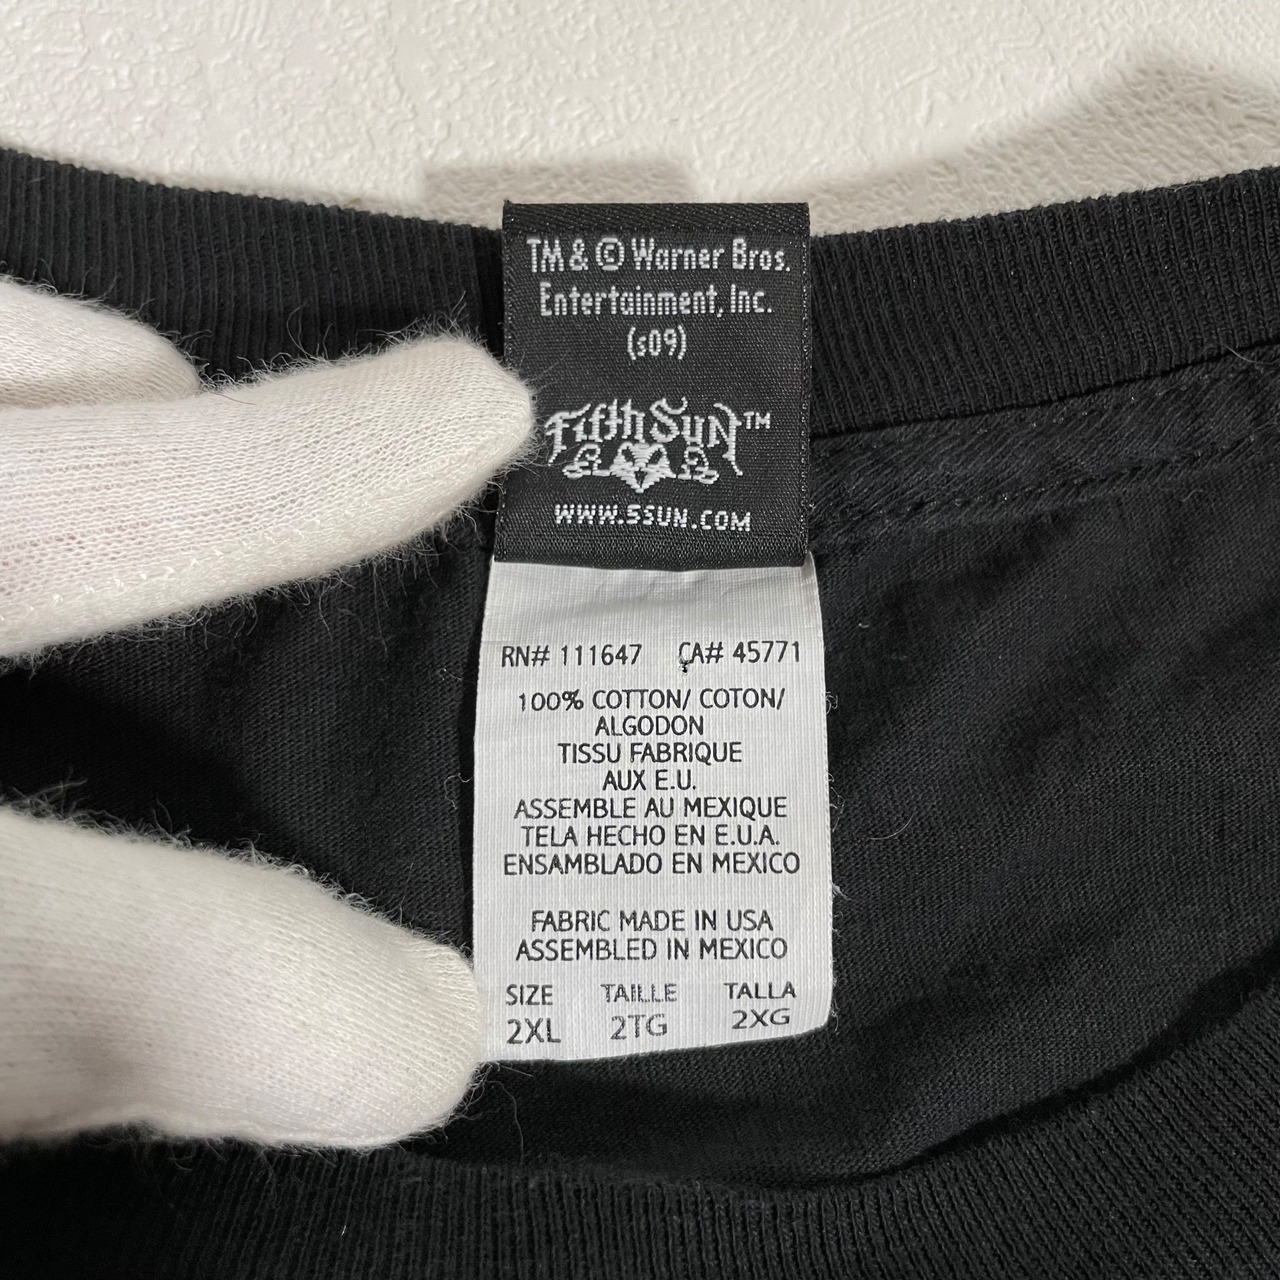 TM & © Warner Bros.
Entertainment, Inc.
(s09)
Fifth Sun™
WWW.5SUN.COM
RN# 111647 CA# 45771
100% COTTON/ COTON/
ALGODON
TISSU FABRIQUE
AUX E.U.
ASSEMBLE AU MEXIQUE
TELA HECHO EN E.U.A.
ENSAMBLADO EN MEXICO
FABRIC MADE IN USA
ASSEMBLED IN MEXICO
SIZE TAILLE TALLA
2XL 2TG 2XG